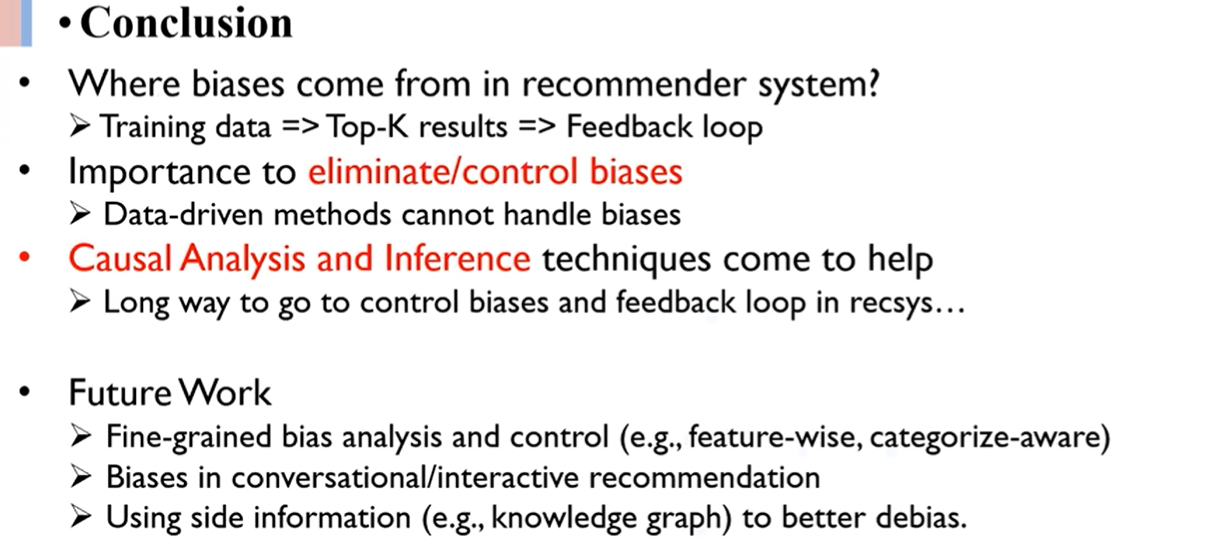 • Conclusion
• Where biases come from in recommender system?
➢ Training data => Top-K results => Feedback loop
• Importance to eliminate/control biases
➢ Data-driven methods cannot handle biases
• Causal Analysis and Inference techniques come to help
➢ Long way to go to control biases and feedback loop in recsys…
• Future Work
➢ Fine-grained bias analysis and control (e.g., feature-wise, categorize-aware)
➢ Biases in conversational/interactive recommendation
➢ Using side information (e.g., knowledge graph) to better debias.